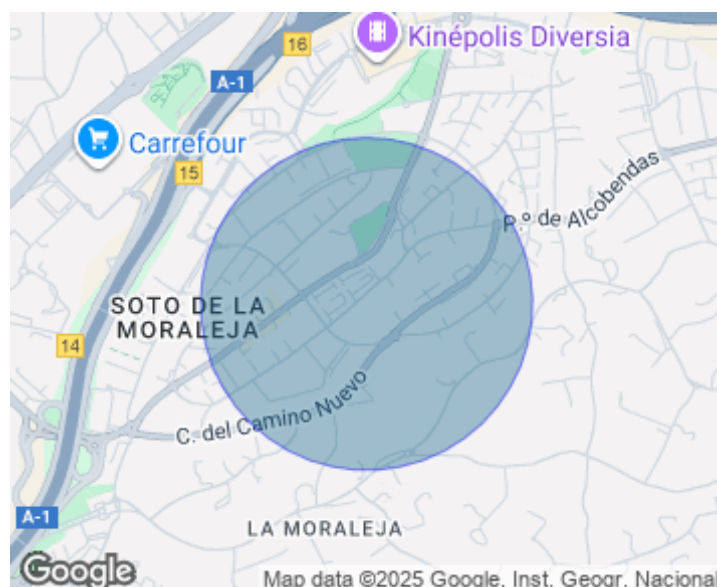 16
Kinépolis Diversia
A-1
Carrefour
15
P.º de Alcobendas
SOTO DE LA
MORALEJA
14
C. del Camino Nuevo
A-1
LA MORALEJA
Google
Map data ©2025 Google, Inst. Geogr. Nacional